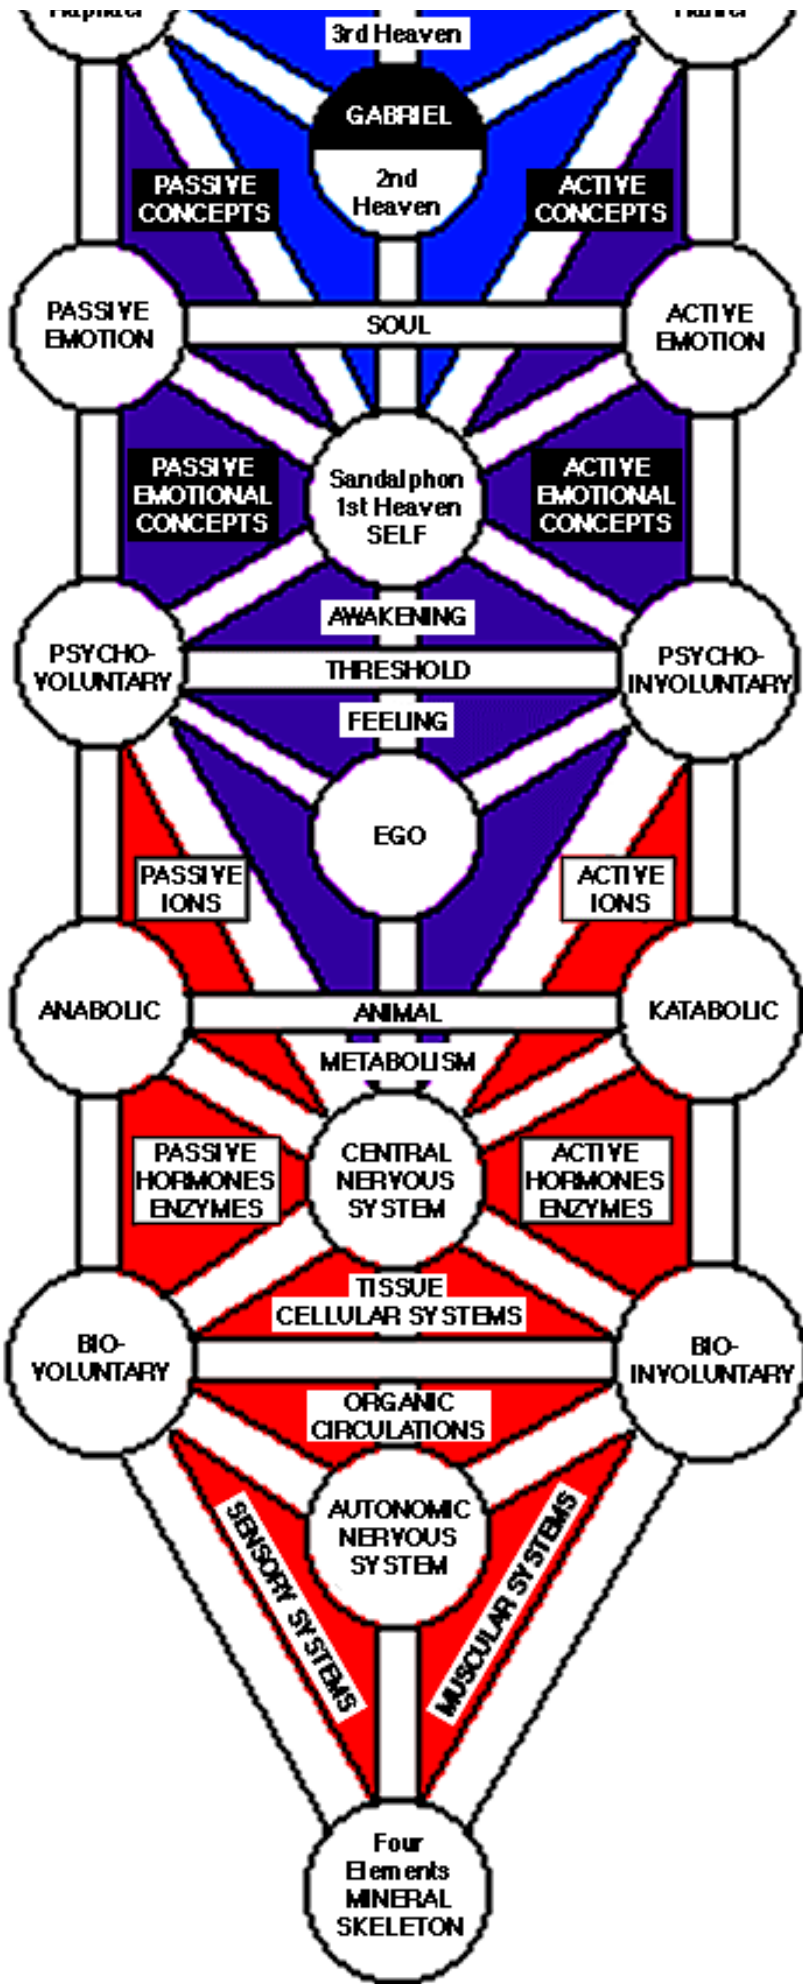 3rd Heaven
GABRIEL
2nd
Heaven
PASSIVE
CONCEPTS
ACTIVE
CONCEPTS
PASSIVE
EMOTION
SOUL
ACTIVE
EMOTION
PASSIVE
EMOTIONAL
CONCEPTS
Sandalphon
1st Heaven
SELF
ACTIVE
EMOTIONAL
CONCEPTS
AWAKENING
PSYCHO-
VOLUNTARY
THRESHOLD
PSYCHO-
INVOLUNTARY
FEELING
EGO
PASSIVE
IONS
ACTIVE
IONS
ANABOLIC
ANIMAL
KATABOLIC
METABOLISM
PASSIVE
HORMONES
ENZYMES
CENTRAL
NERVOUS
SYSTEM
ACTIVE
HORMONES
ENZYMES
TISSUE
CELLULAR SYSTEMS
BIO-
VOLUNTARY
BIO-
INVOLUNTARY
ORGANIC
CIRCULATIONS
SENSORY SYSTEMS
AUTONOMIC
NERVOUS
SYSTEM
MUSCULAR SYSTEMS
Four
Elements
MINERAL
SKELETON